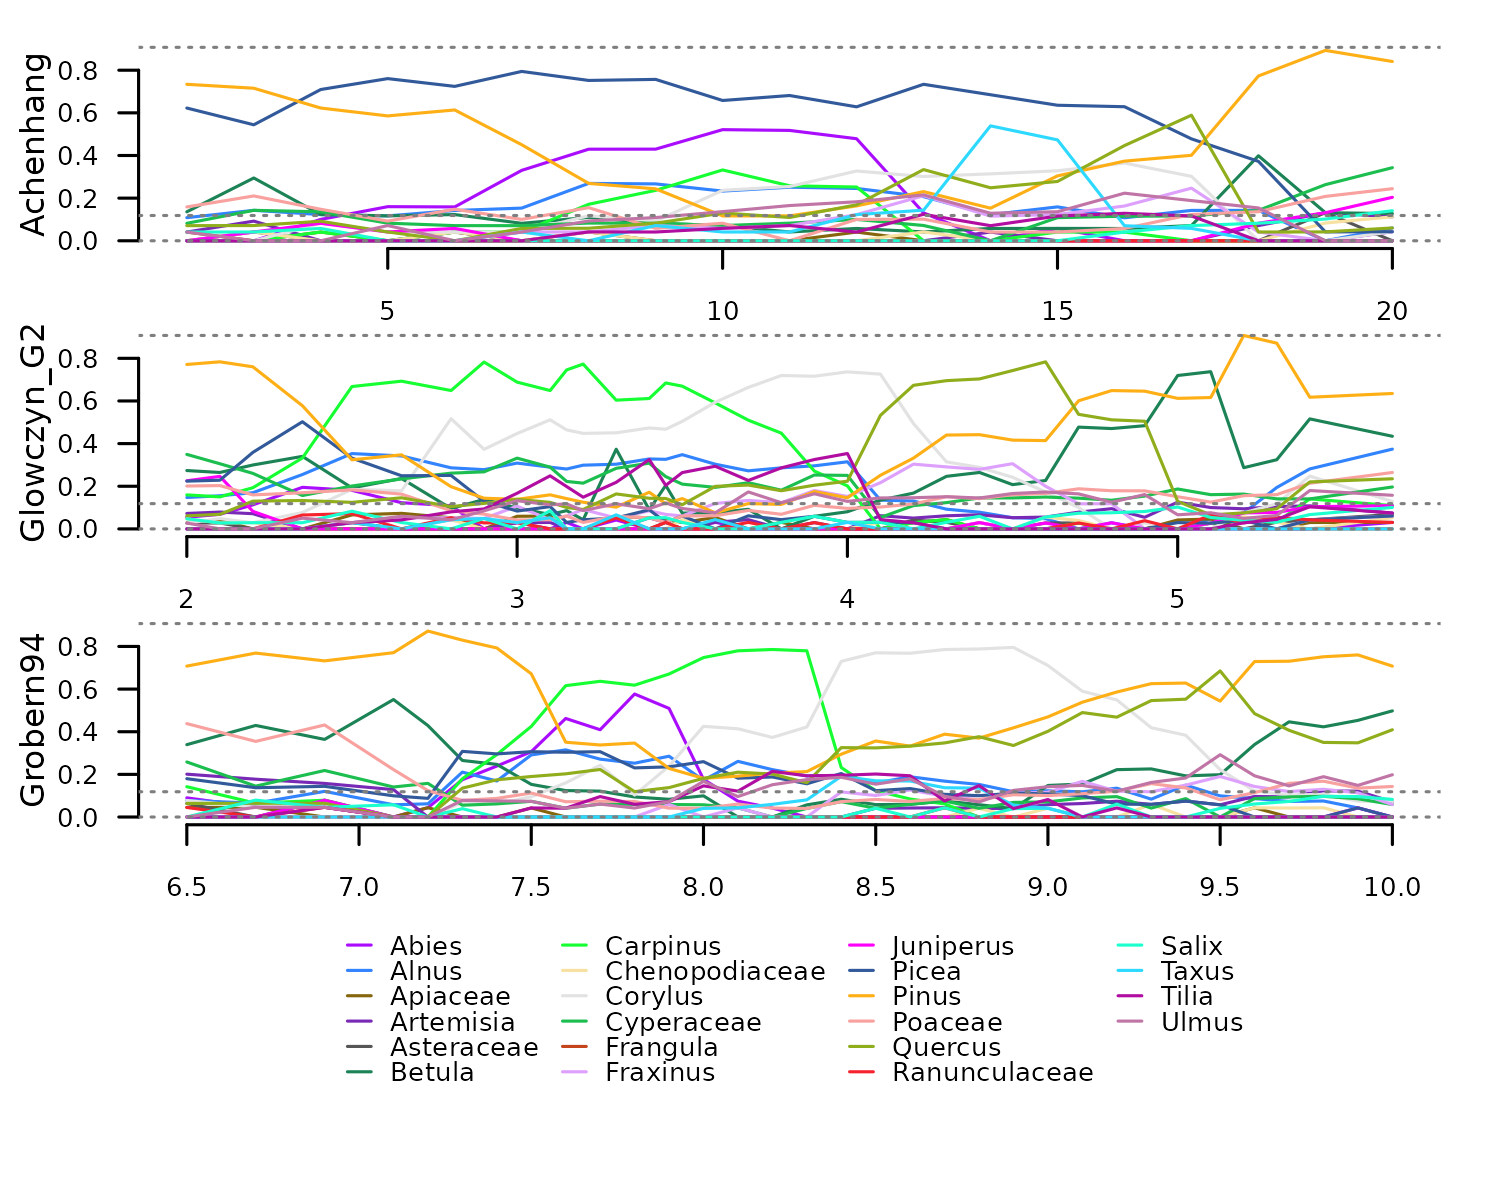 Achenhang
0.8
0.6
0.4
0.2
0.0
5 10 15 20
Glowczyn_G2
0.8
0.6
0.4
0.2
0.0
2 3 4 5
Grobern94
0.8
0.6
0.4
0.2
0.0
6.5 7.0 7.5 8.0 8.5 9.0 9.5 10.0
Abies Carpinus Juniperus Salix
Alnus Chenopodiaceae Picea Taxus
Apiaceae Corylus Pinus Tilia
Artemisia Cyperaceae Poaceae Ulmus
Asteraceae Frangula Quercus
Betula Fraxinus Ranunculaceae